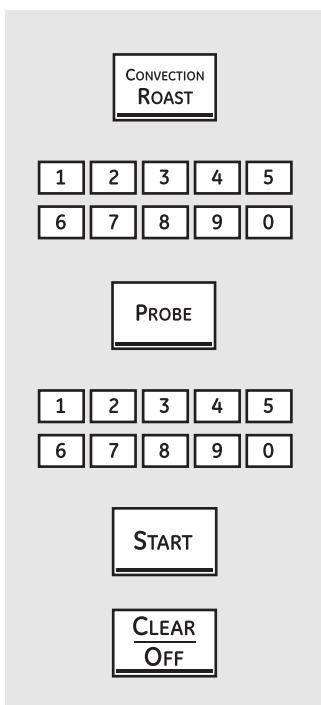 CONVECTION
ROAST
1 2 3 4 5
6 7 8 9 0
PROBE
1 2 3 4 5
6 7 8 9 0
START
CLEAR
OFF